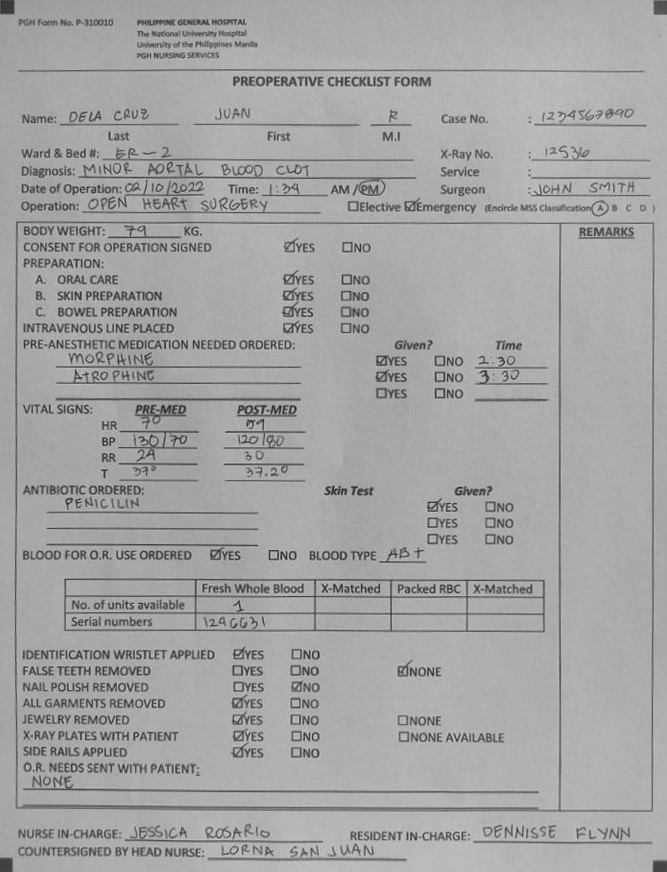 PGH Form No. P-310010
PHILIPPINE GENERAL HOSPITAL
The National University Hospital
University of the Philippines Manila
PGH NURSING SERVICES
PREOPERATIVE CHECKLIST FORM
Name: DELA CRUZ JUAN R Case No. : 1234567890
Last First M.I
Ward & Bed #: ER-2 X-Ray No. : 12536
Diagnosis: MINOR AORTAL BLOOD CLOT Service :
Date of Operation: 02/10/2022 Time: 1:34 AM / PM Surgeon : JOHN SMITH
Operation: OPEN HEART SURGERY ☐Elective ☑Emergency (Encircle MSS Classification A B C D )
BODY WEIGHT: 79 KG. REMARKS
CONSENT FOR OPERATION SIGNED ☑YES ☐NO
PREPARATION:
A. ORAL CARE ☑YES ☐NO
B. SKIN PREPARATION ☑YES ☐NO
C. BOWEL PREPARATION ☑YES ☐NO
INTRAVENOUS LINE PLACED ☑YES ☐NO
PRE-ANESTHETIC MEDICATION NEEDED ORDERED: Given? Time
MORPHINE ☑YES ☐NO 2:30
ATROPHINE ☑YES ☐NO 3:30
☐YES ☐NO
VITAL SIGNS: PRE-MED POST-MED
HR 70
BP 130/70 120/80
RR 24 30
T 37° 37.2°
ANTIBIOTIC ORDERED: Skin Test Given?
PENICILIN ☑YES ☐NO
☐YES ☐NO
☐YES ☐NO
BLOOD FOR O.R. USE ORDERED ☑YES ☐NO BLOOD TYPE AB+
Fresh Whole Blood X-Matched Packed RBC X-Matched
No. of units available 1
Serial numbers 1296631
IDENTIFICATION WRISTLET APPLIED ☑YES ☐NO
FALSE TEETH REMOVED ☐YES ☐NO ☑NONE
NAIL POLISH REMOVED ☐YES ☑NO
ALL GARMENTS REMOVED ☑YES ☐NO
JEWELRY REMOVED ☑YES ☐NO ☐NONE
X-RAY PLATES WITH PATIENT ☑YES ☐NO ☐NONE AVAILABLE
SIDE RAILS APPLIED ☑YES ☐NO
O.R. NEEDS SENT WITH PATIENT:
NONE
NURSE IN-CHARGE: JESSICA ROSARIO RESIDENT IN-CHARGE: DENNISSE FLYNN
COUNTERSIGNED BY HEAD NURSE: LORNA SAN JUAN